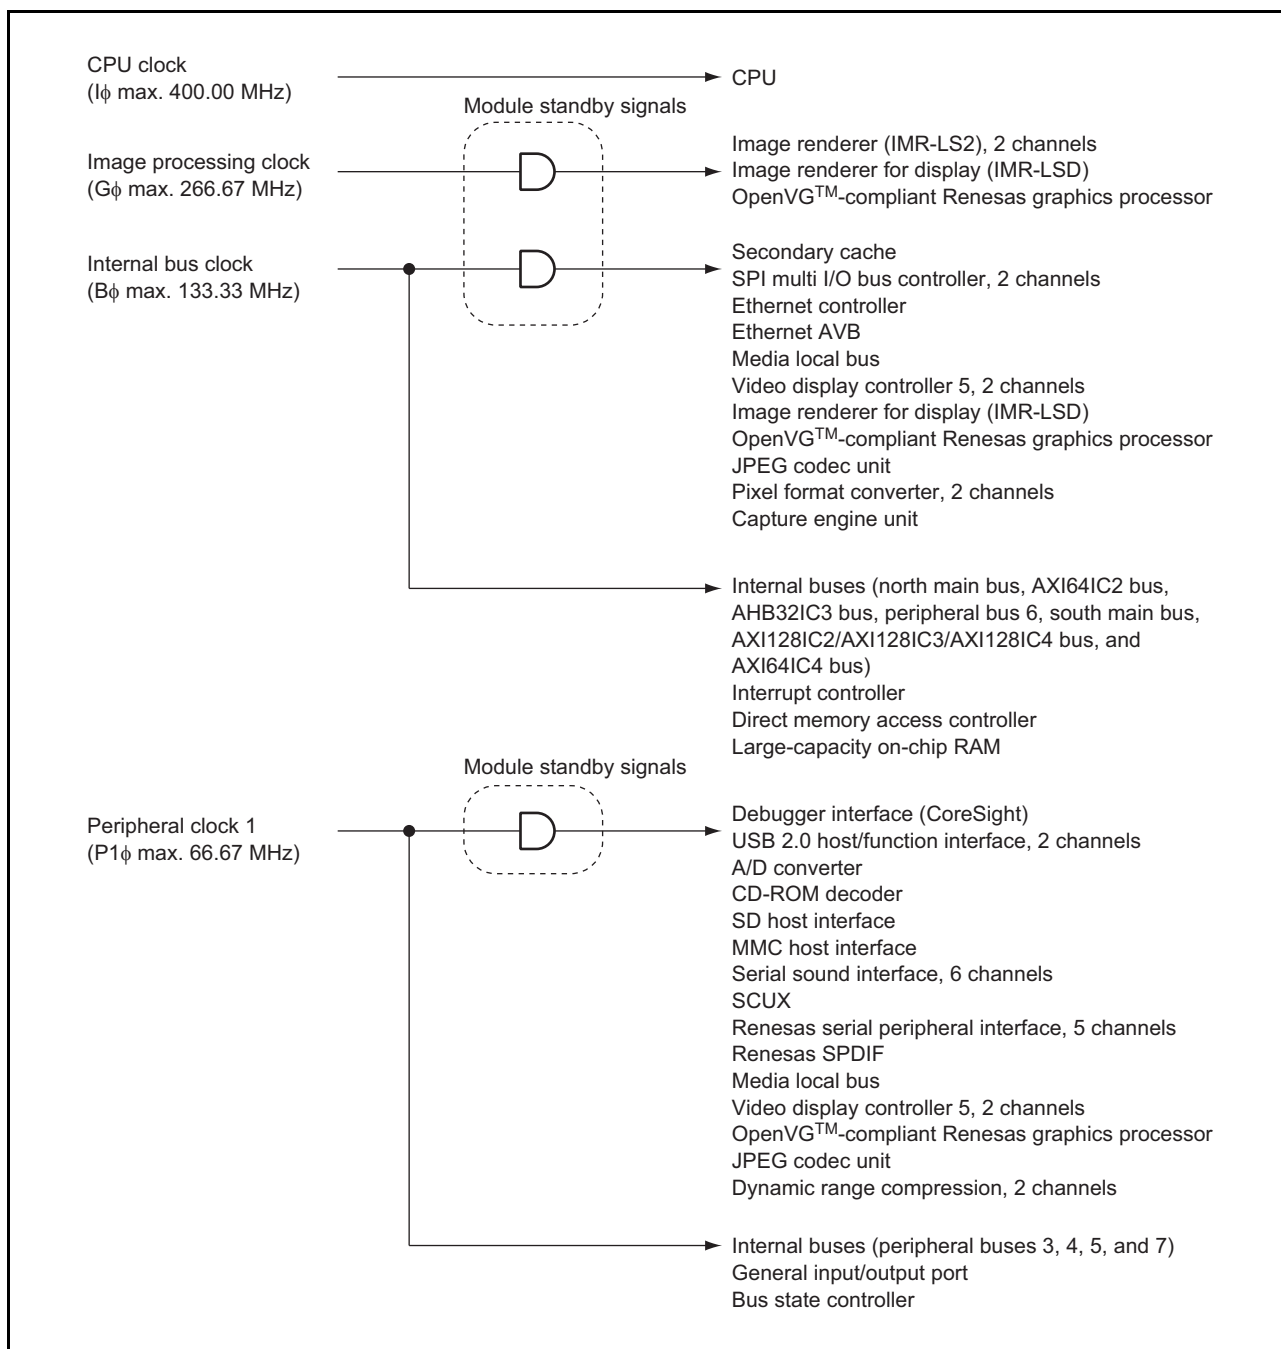 CPU clock
(Iϕ max. 400.00 MHz)
CPU
Module standby signals
Image processing clock
(Gϕ max. 266.67 MHz)
Image renderer (IMR-LS2), 2 channels
Image renderer for display (IMR-LSD)
OpenVG™-compliant Renesas graphics processor
Internal bus clock
(Bϕ max. 133.33 MHz)
Secondary cache
SPI multi I/O bus controller, 2 channels
Ethernet controller
Ethernet AVB
Media local bus
Video display controller 5, 2 channels
Image renderer for display (IMR-LSD)
OpenVG™-compliant Renesas graphics processor
JPEG codec unit
Pixel format converter, 2 channels
Capture engine unit
Internal buses (north main bus, AXI64IC2 bus,
AHB32IC3 bus, peripheral bus 6, south main bus,
AXI128IC2/AXI128IC3/AXI128IC4 bus, and
AXI64IC4 bus)
Interrupt controller
Direct memory access controller
Large-capacity on-chip RAM
Module standby signals
Peripheral clock 1
(P1ϕ max. 66.67 MHz)
Debugger interface (CoreSight)
USB 2.0 host/function interface, 2 channels
A/D converter
CD-ROM decoder
SD host interface
MMC host interface
Serial sound interface, 6 channels
SCUX
Renesas serial peripheral interface, 5 channels
Renesas SPDIF
Media local bus
Video display controller 5, 2 channels
OpenVG™-compliant Renesas graphics processor
JPEG codec unit
Dynamic range compression, 2 channels
Internal buses (peripheral buses 3, 4, 5, and 7)
General input/output port
Bus state controller